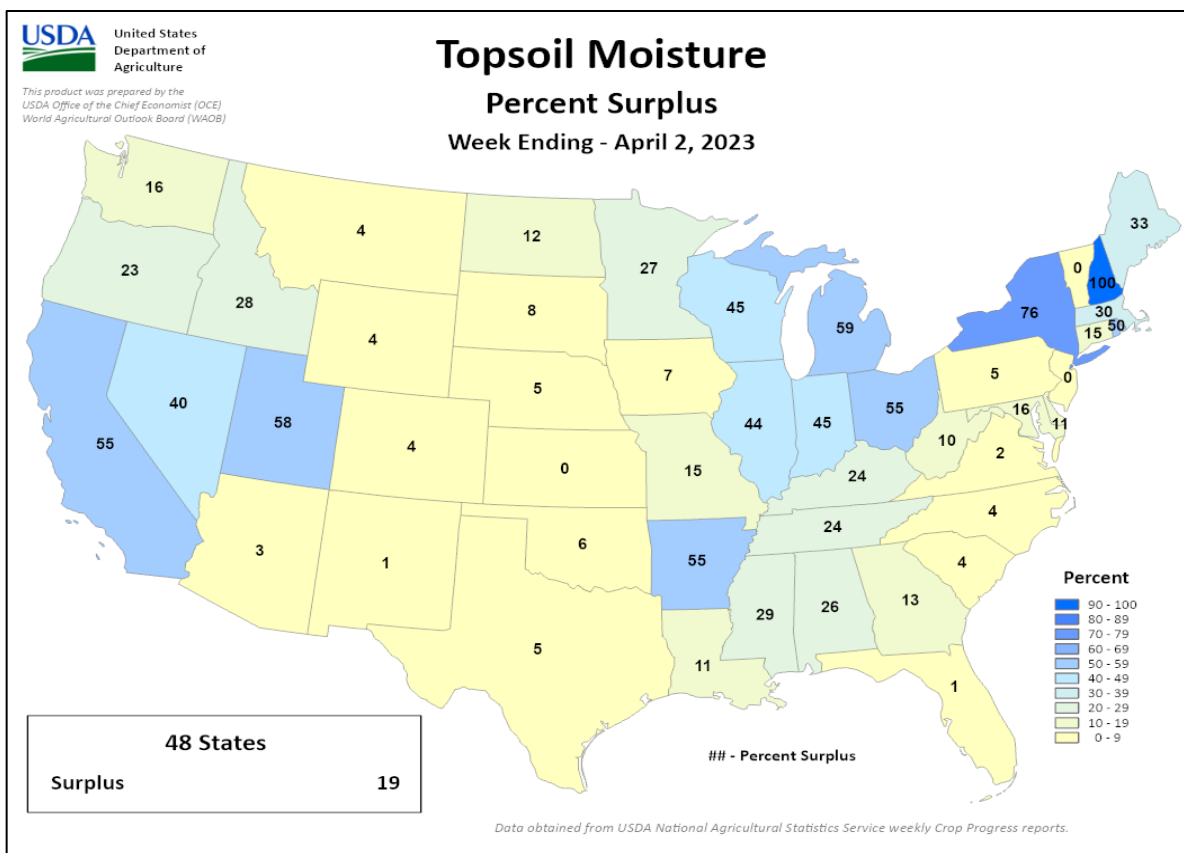 USDA
United States
Department of
Agriculture
This product was prepared by the
USDA Office of the Chief Economist (OCE)
World Agricultural Outlook Board (WAOB)
Topsoil Moisture
Percent Surplus
Week Ending - April 2, 2023
16
4
12
27
33
23
28
8
45
59
0
100
4
76
30
50
15
5
7
5
0
40
58
55
44
45
55
16
11
4
10
2
0
15
24
3
1
6
55
24
4
4
29
26
13
5
11
1
Percent
90 - 100
80 - 89
70 - 79
60 - 69
50 - 59
40 - 49
30 - 39
20 - 29
10 - 19
0 - 9
48 States
Surplus 19
## - Percent Surplus
Data obtained from USDA National Agricultural Statistics Service weekly Crop Progress reports.